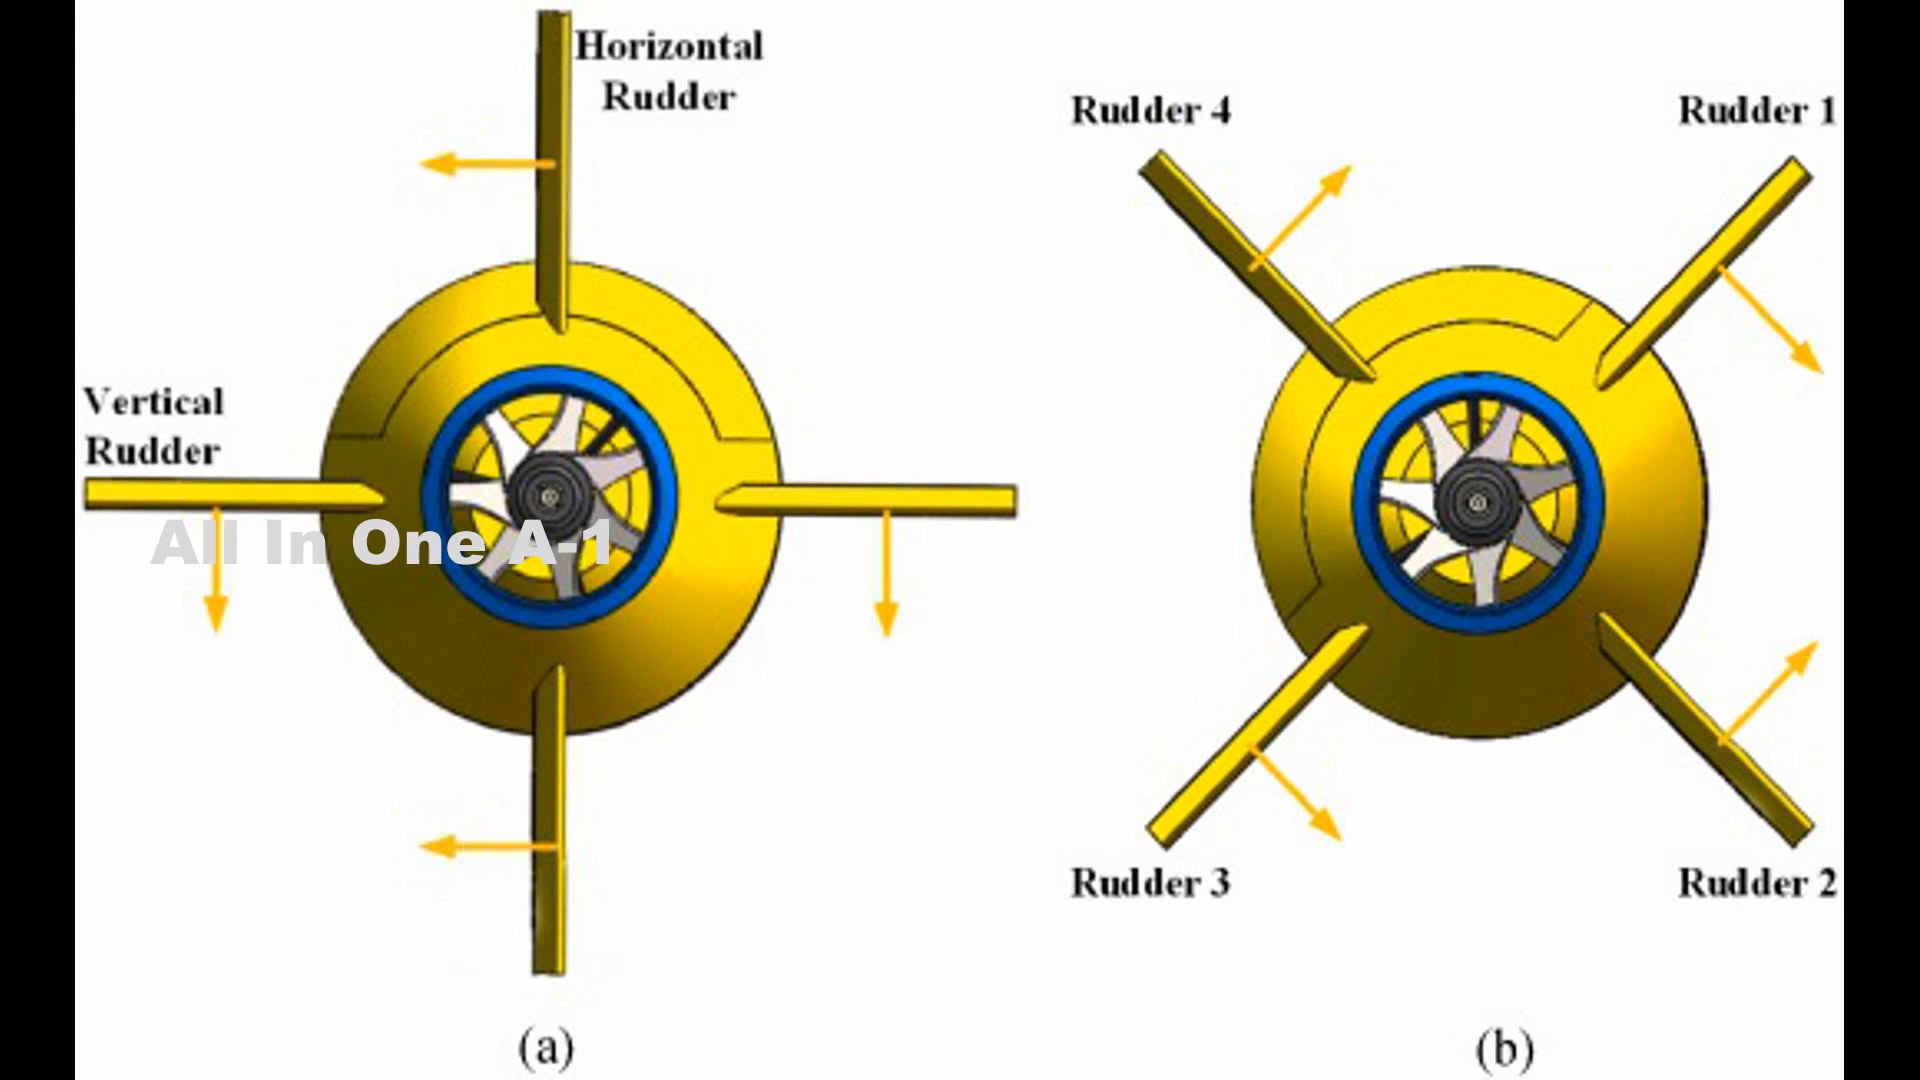 Horizontal
Rudder
Vertical
Rudder
All In One A-1
(a)
Rudder 4
Rudder 1
Rudder 3
Rudder 2
(b)